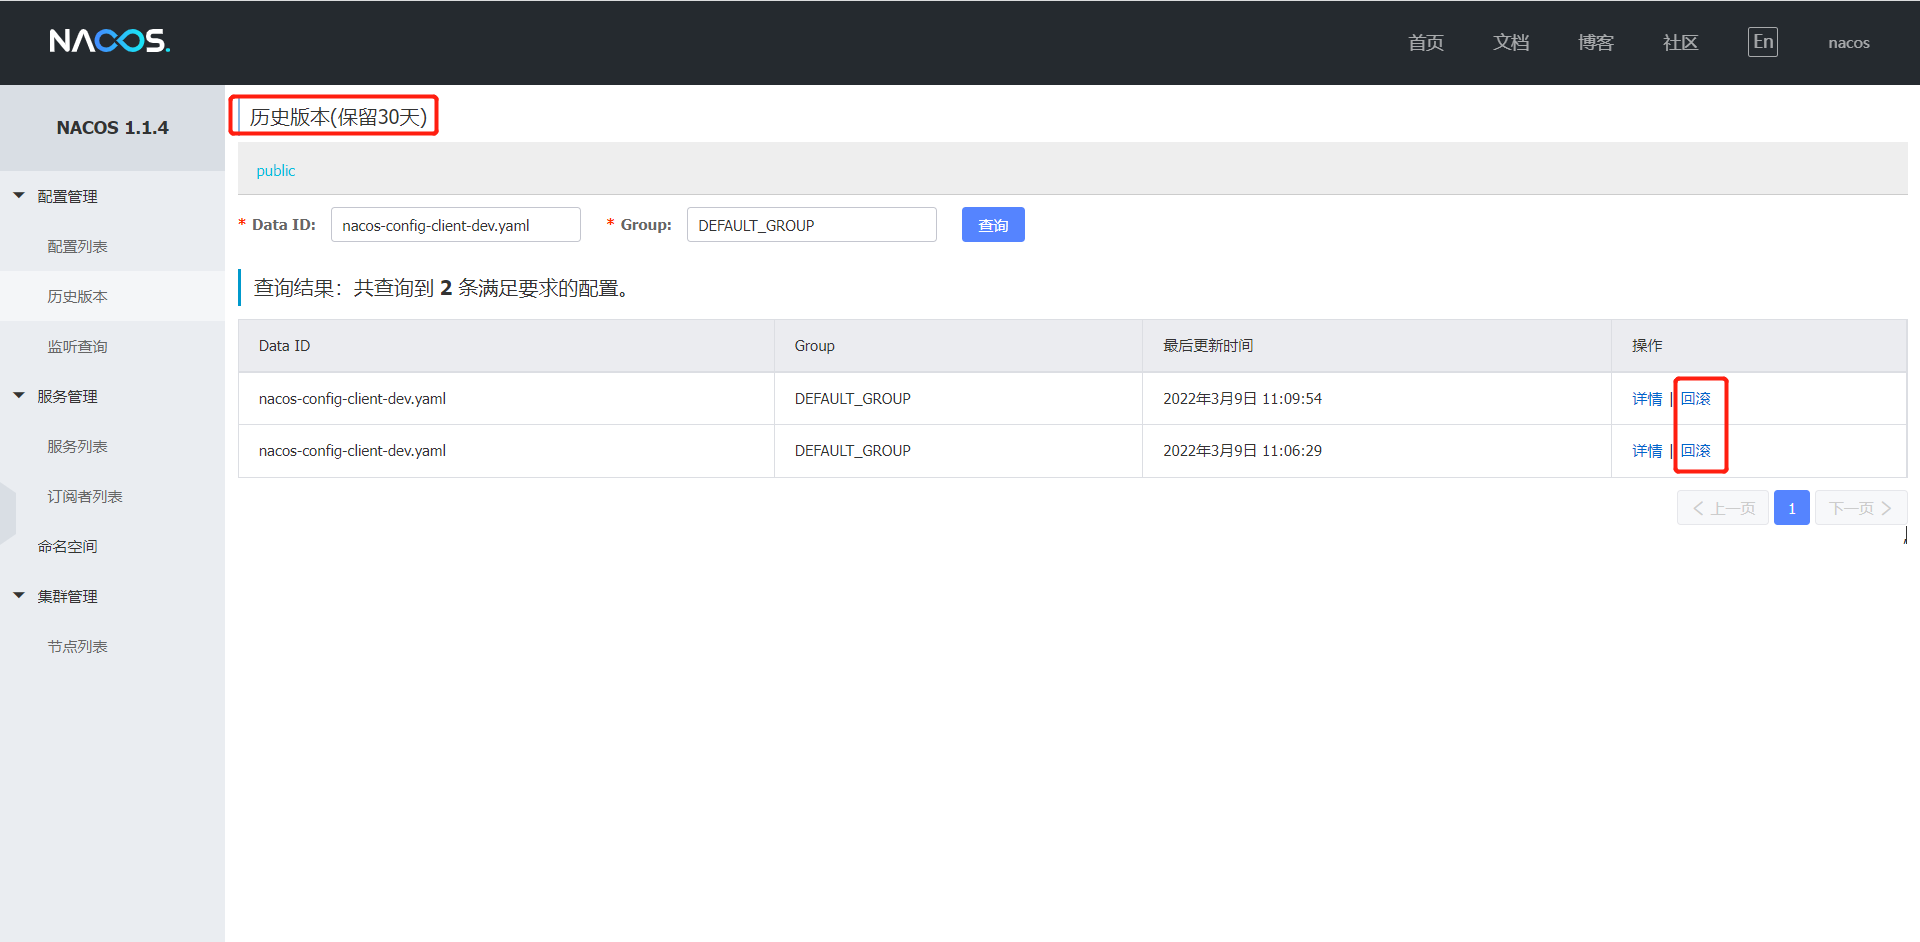 NACOS.
首页 文档 博客 社区 En nacos
NACOS 1.1.4
配置管理
配置列表
历史版本
监听查询
服务管理
服务列表
订阅者列表
命名空间
集群管理
节点列表
历史版本(保留30天)
public
* Data ID: nacos-config-client-dev.yaml * Group: DEFAULT_GROUP 查询
查询结果：共查询到 2 条满足要求的配置。
Data ID Group 最后更新时间 操作
nacos-config-client-dev.yaml DEFAULT_GROUP 2022年3月9日 11:09:54 详情 | 回滚
nacos-config-client-dev.yaml DEFAULT_GROUP 2022年3月9日 11:06:29 详情 | 回滚
上一页 1 下一页